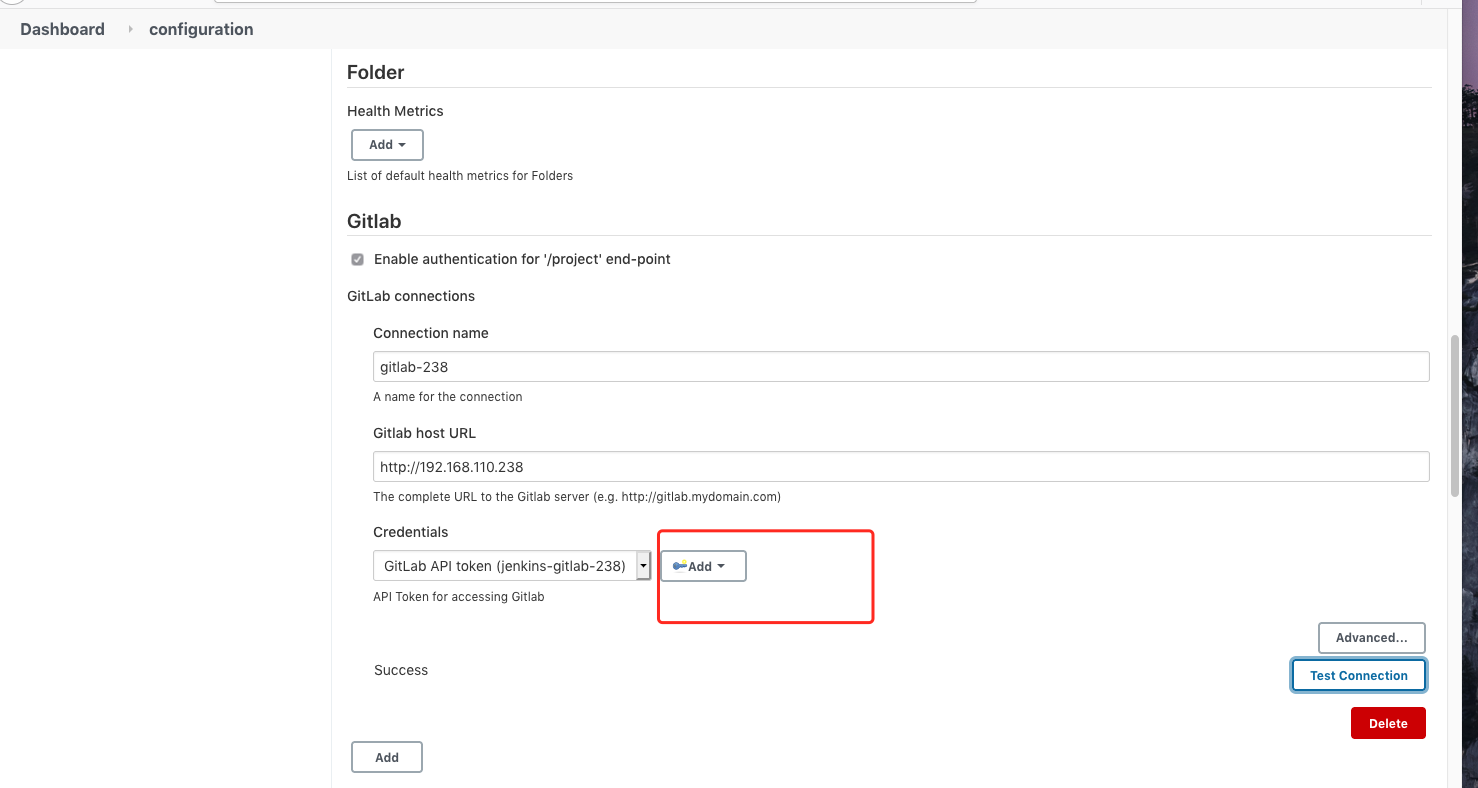 Dashboard configuration
Folder
Health Metrics
Add
List of default health metrics for Folders
Gitlab
Enable authentication for '/project' end-point
GitLab connections
Connection name
gitlab-238
A name for the connection
Gitlab host URL
http://192.168.110.238
The complete URL to the Gitlab server (e.g. http://gitlab.mydomain.com)
Credentials
GitLab API token (jenkins-gitlab-238) Add
API Token for accessing Gitlab
Advanced...
Success
Test Connection
Delete
Add